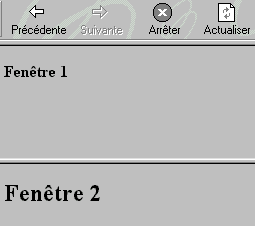 Précédente Suivante Arrêter Actualiser
Fenêtre 1
Fenêtre 2